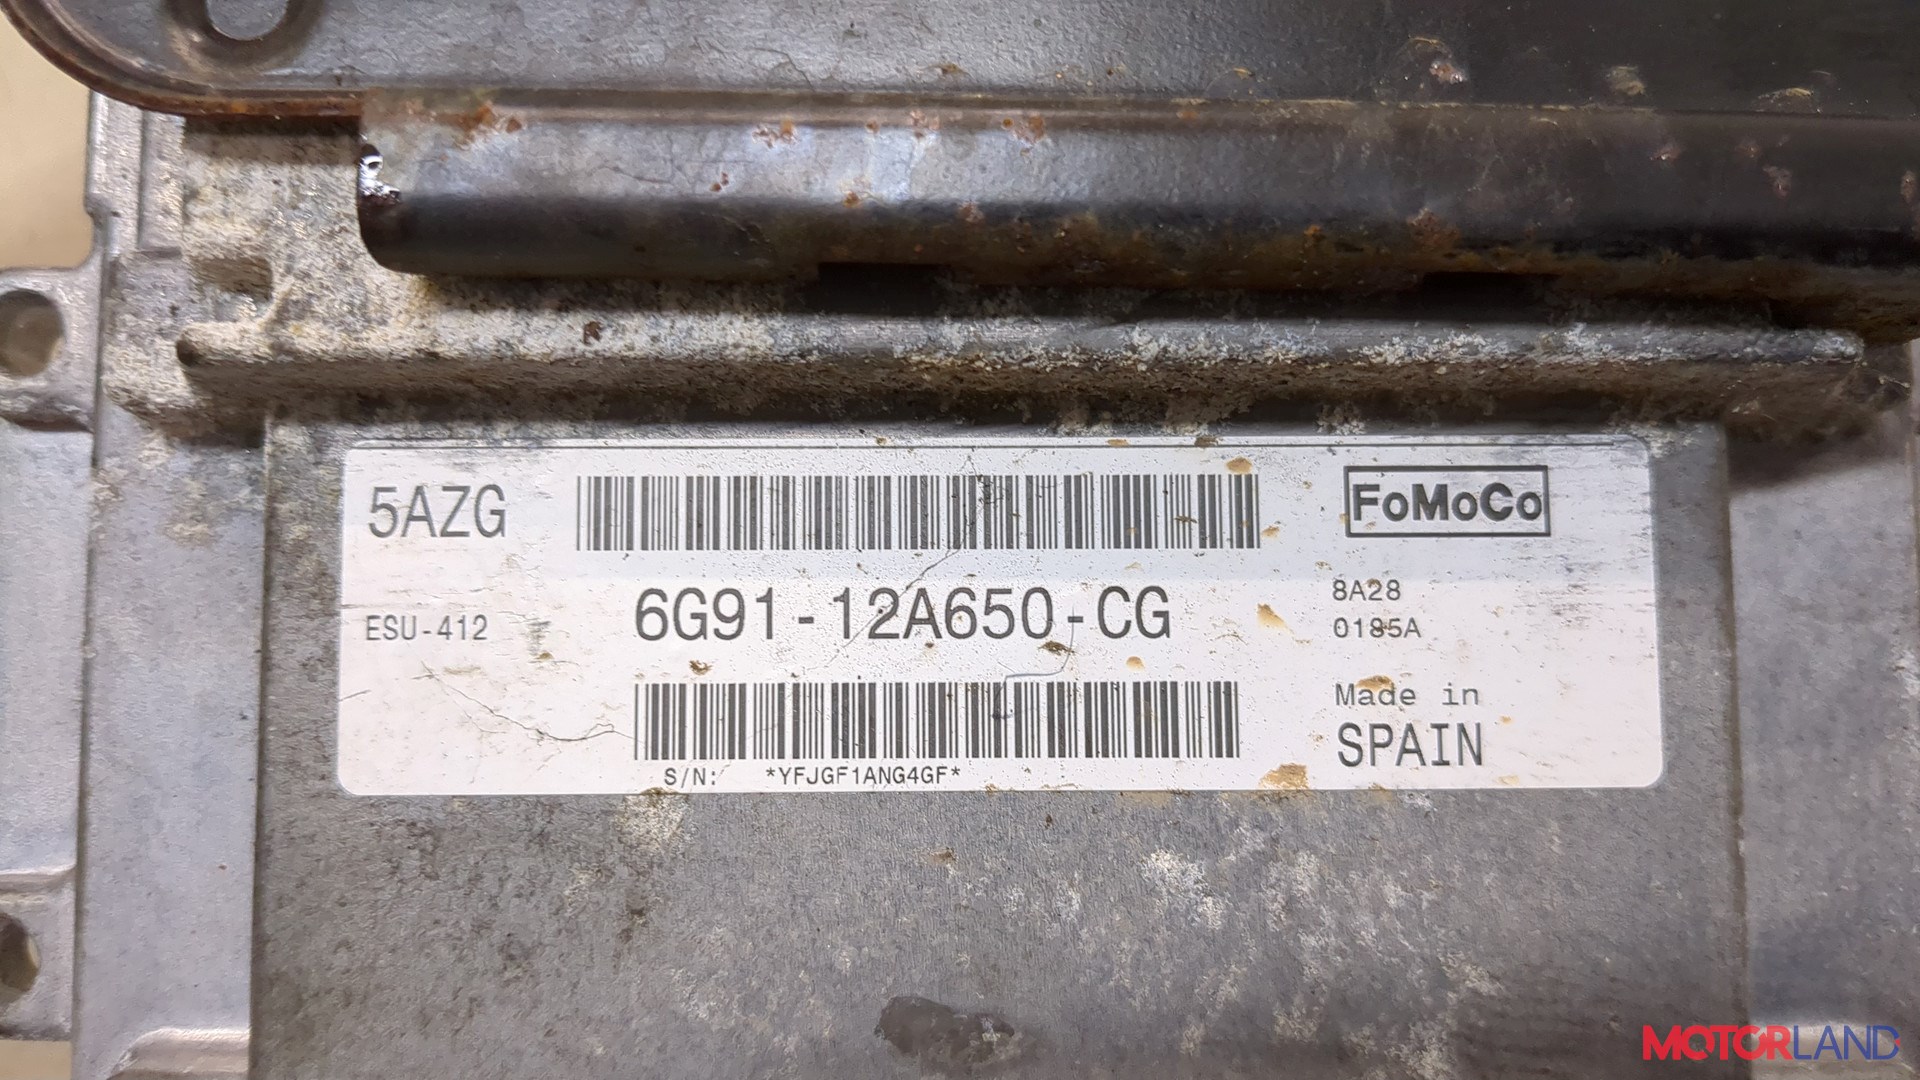 5AZG
FoMoCo
ESU-412
6G91-12A650-CG
8A28
0185A
Made in
SPAIN
S/N: *YFJGF1ANG4GF*
MOTORLAND